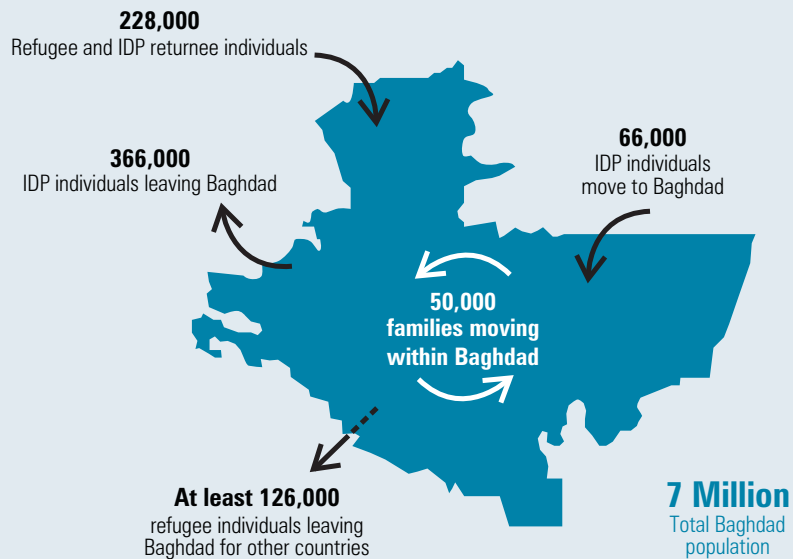 228,000
Refugee and IDP returnee individuals
366,000
IDP individuals leaving Baghdad
66,000
IDP individuals
move to Baghdad
50,000
families moving
within Baghdad
At least 126,000
refugee individuals leaving
Baghdad for other countries
7 Million
Total Baghdad
population